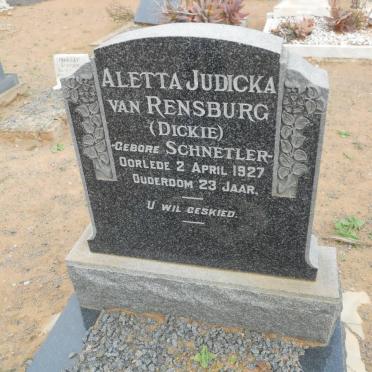 ALETTA JUDICKA
VAN RENSBURG
(DICKIE)
-GEBORE SCHNETLER-
OORLEDE 2 APRIL 1927
OUDERDOM 23 JAAR.
U WIL GESKIED.